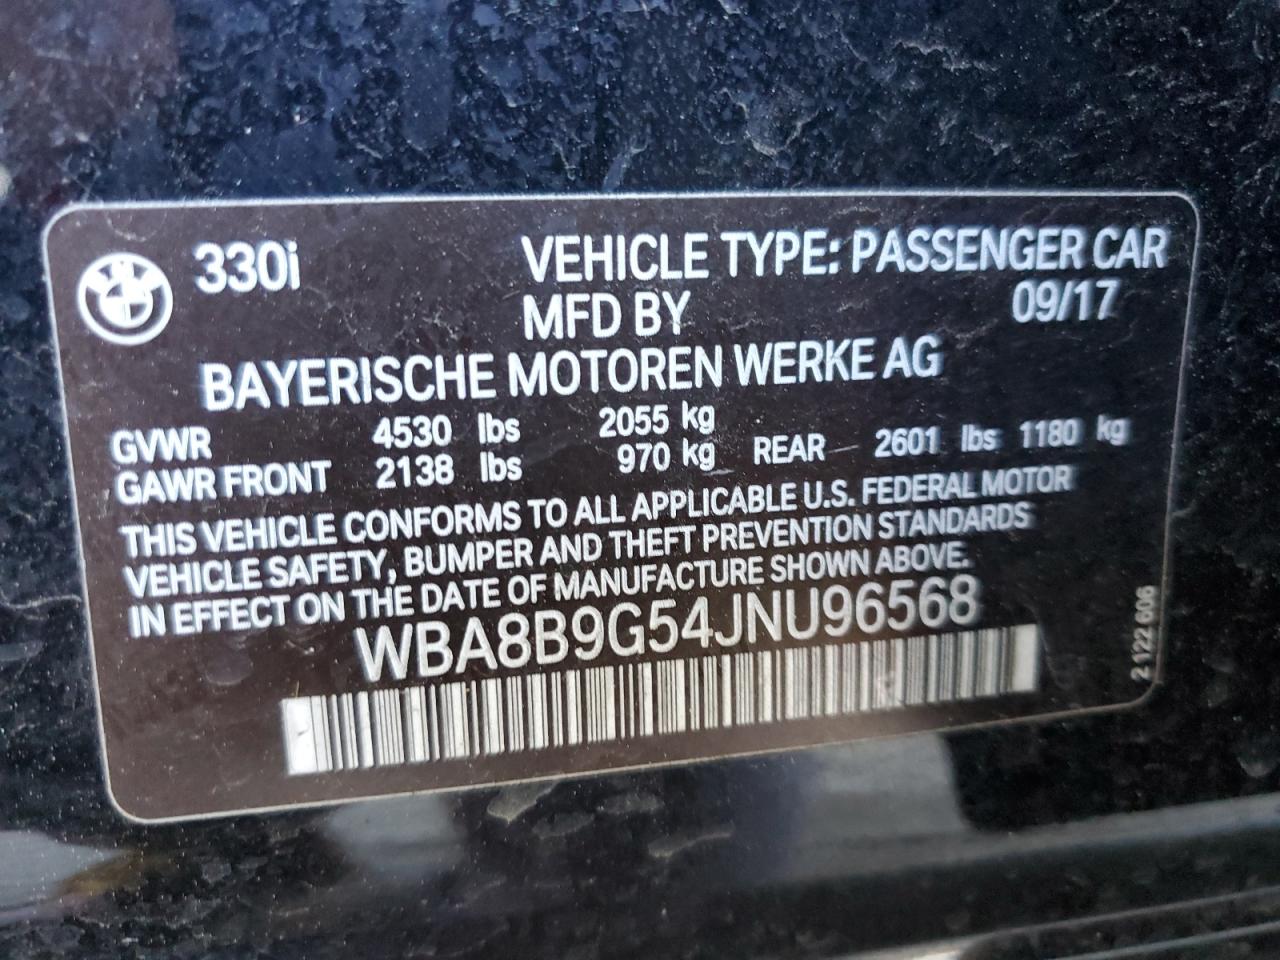 330i VEHICLE TYPE: PASSENGER CAR
MFD BY 09/17
BAYERISCHE MOTOREN WERKE AG
GVWR 4530 lbs 2055 kg
GAWR FRONT 2138 lbs 970 kg REAR 2601 lbs 1180 kg
THIS VEHICLE CONFORMS TO ALL APPLICABLE U.S. FEDERAL MOTOR
VEHICLE SAFETY, BUMPER AND THEFT PREVENTION STANDARDS
IN EFFECT ON THE DATE OF MANUFACTURE SHOWN ABOVE.
WBA8B9G54JNU96568
2 122 606